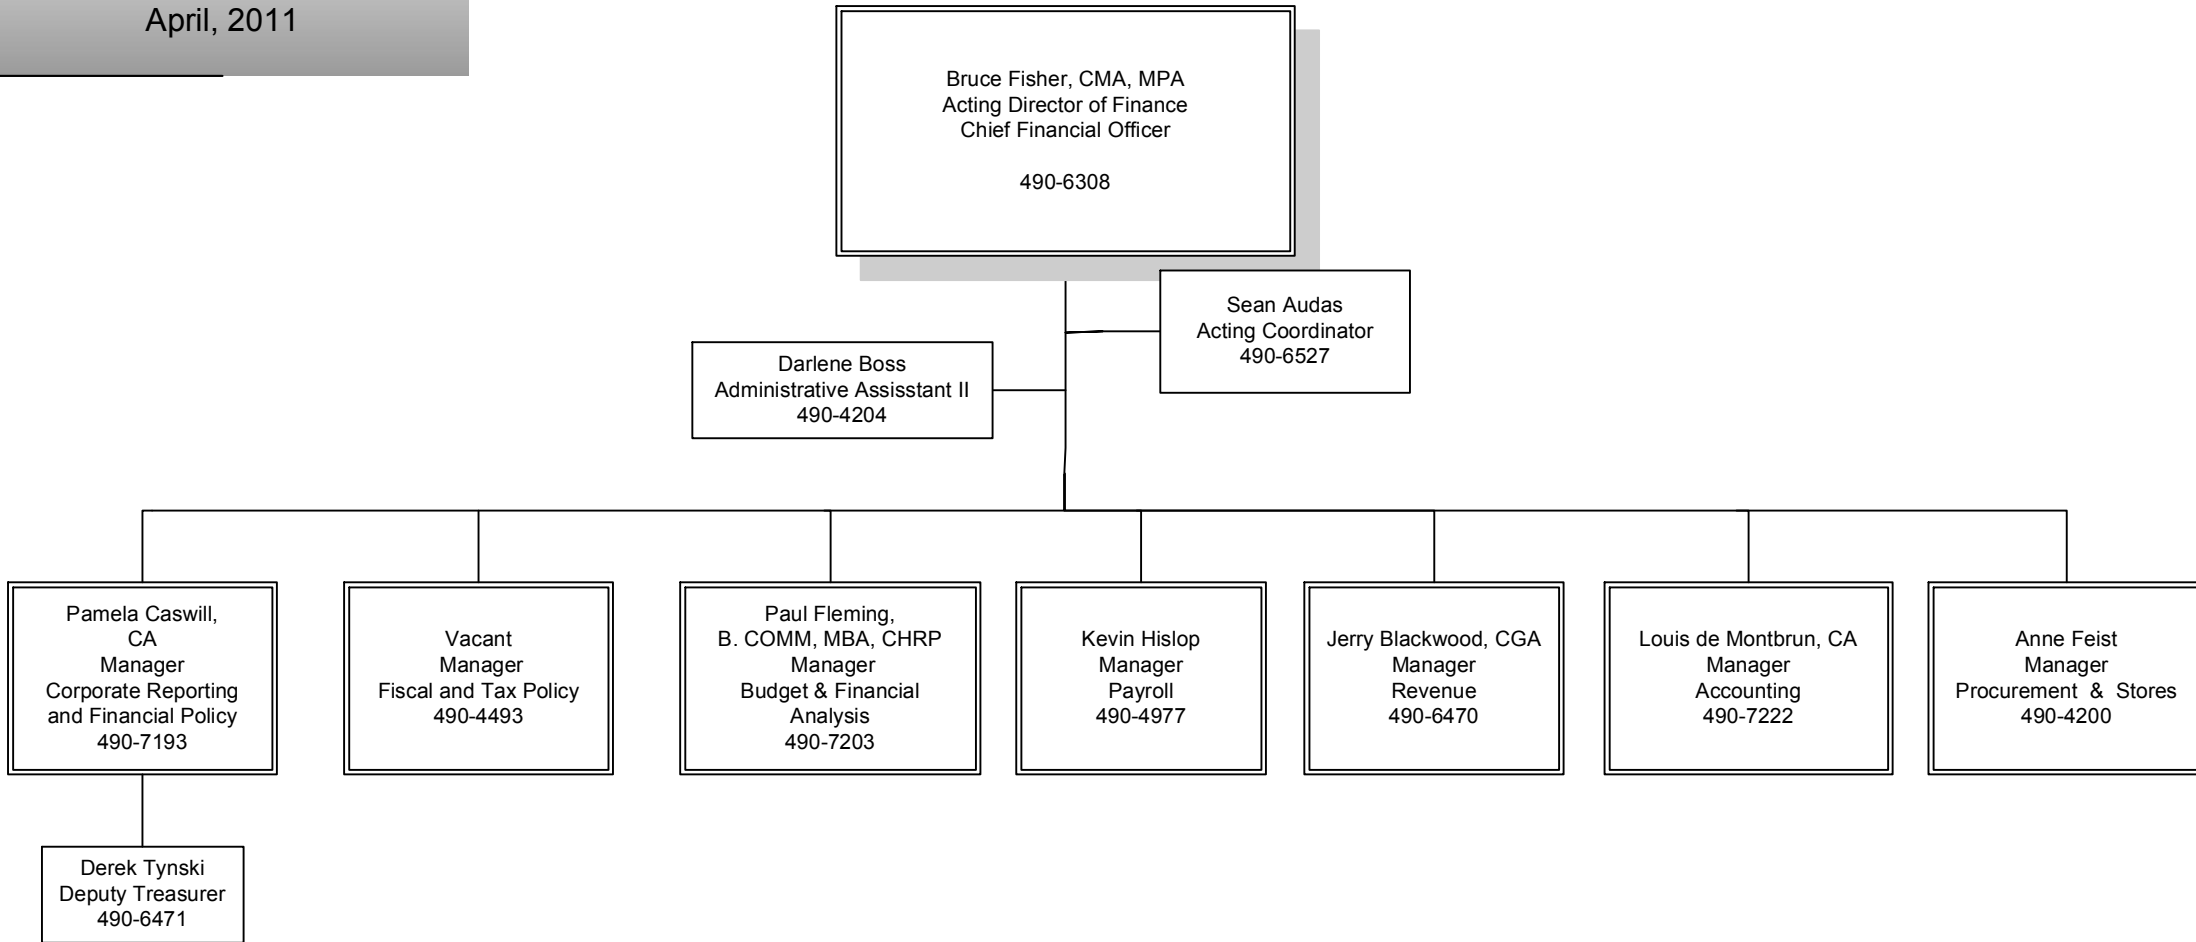 April, 2011
Bruce Fisher, CMA, MPA
Acting Director of Finance
Chief Financial Officer
490-6308
Sean Audas
Acting Coordinator
490-6527
Darlene Boss
Administrative Assisstant II
490-4204
Pamela Caswill,
CA
Manager
Corporate Reporting
and Financial Policy
490-7193
Vacant
Manager
Fiscal and Tax Policy
490-4493
Paul Fleming,
B. COMM, MBA, CHRP
Manager
Budget & Financial
Analysis
490-7203
Kevin Hislop
Manager
Payroll
490-4977
Jerry Blackwood, CGA
Manager
Revenue
490-6470
Louis de Montbrun, CA
Manager
Accounting
490-7222
Anne Feist
Manager
Procurement & Stores
490-4200
Derek Tynski
Deputy Treasurer
490-6471